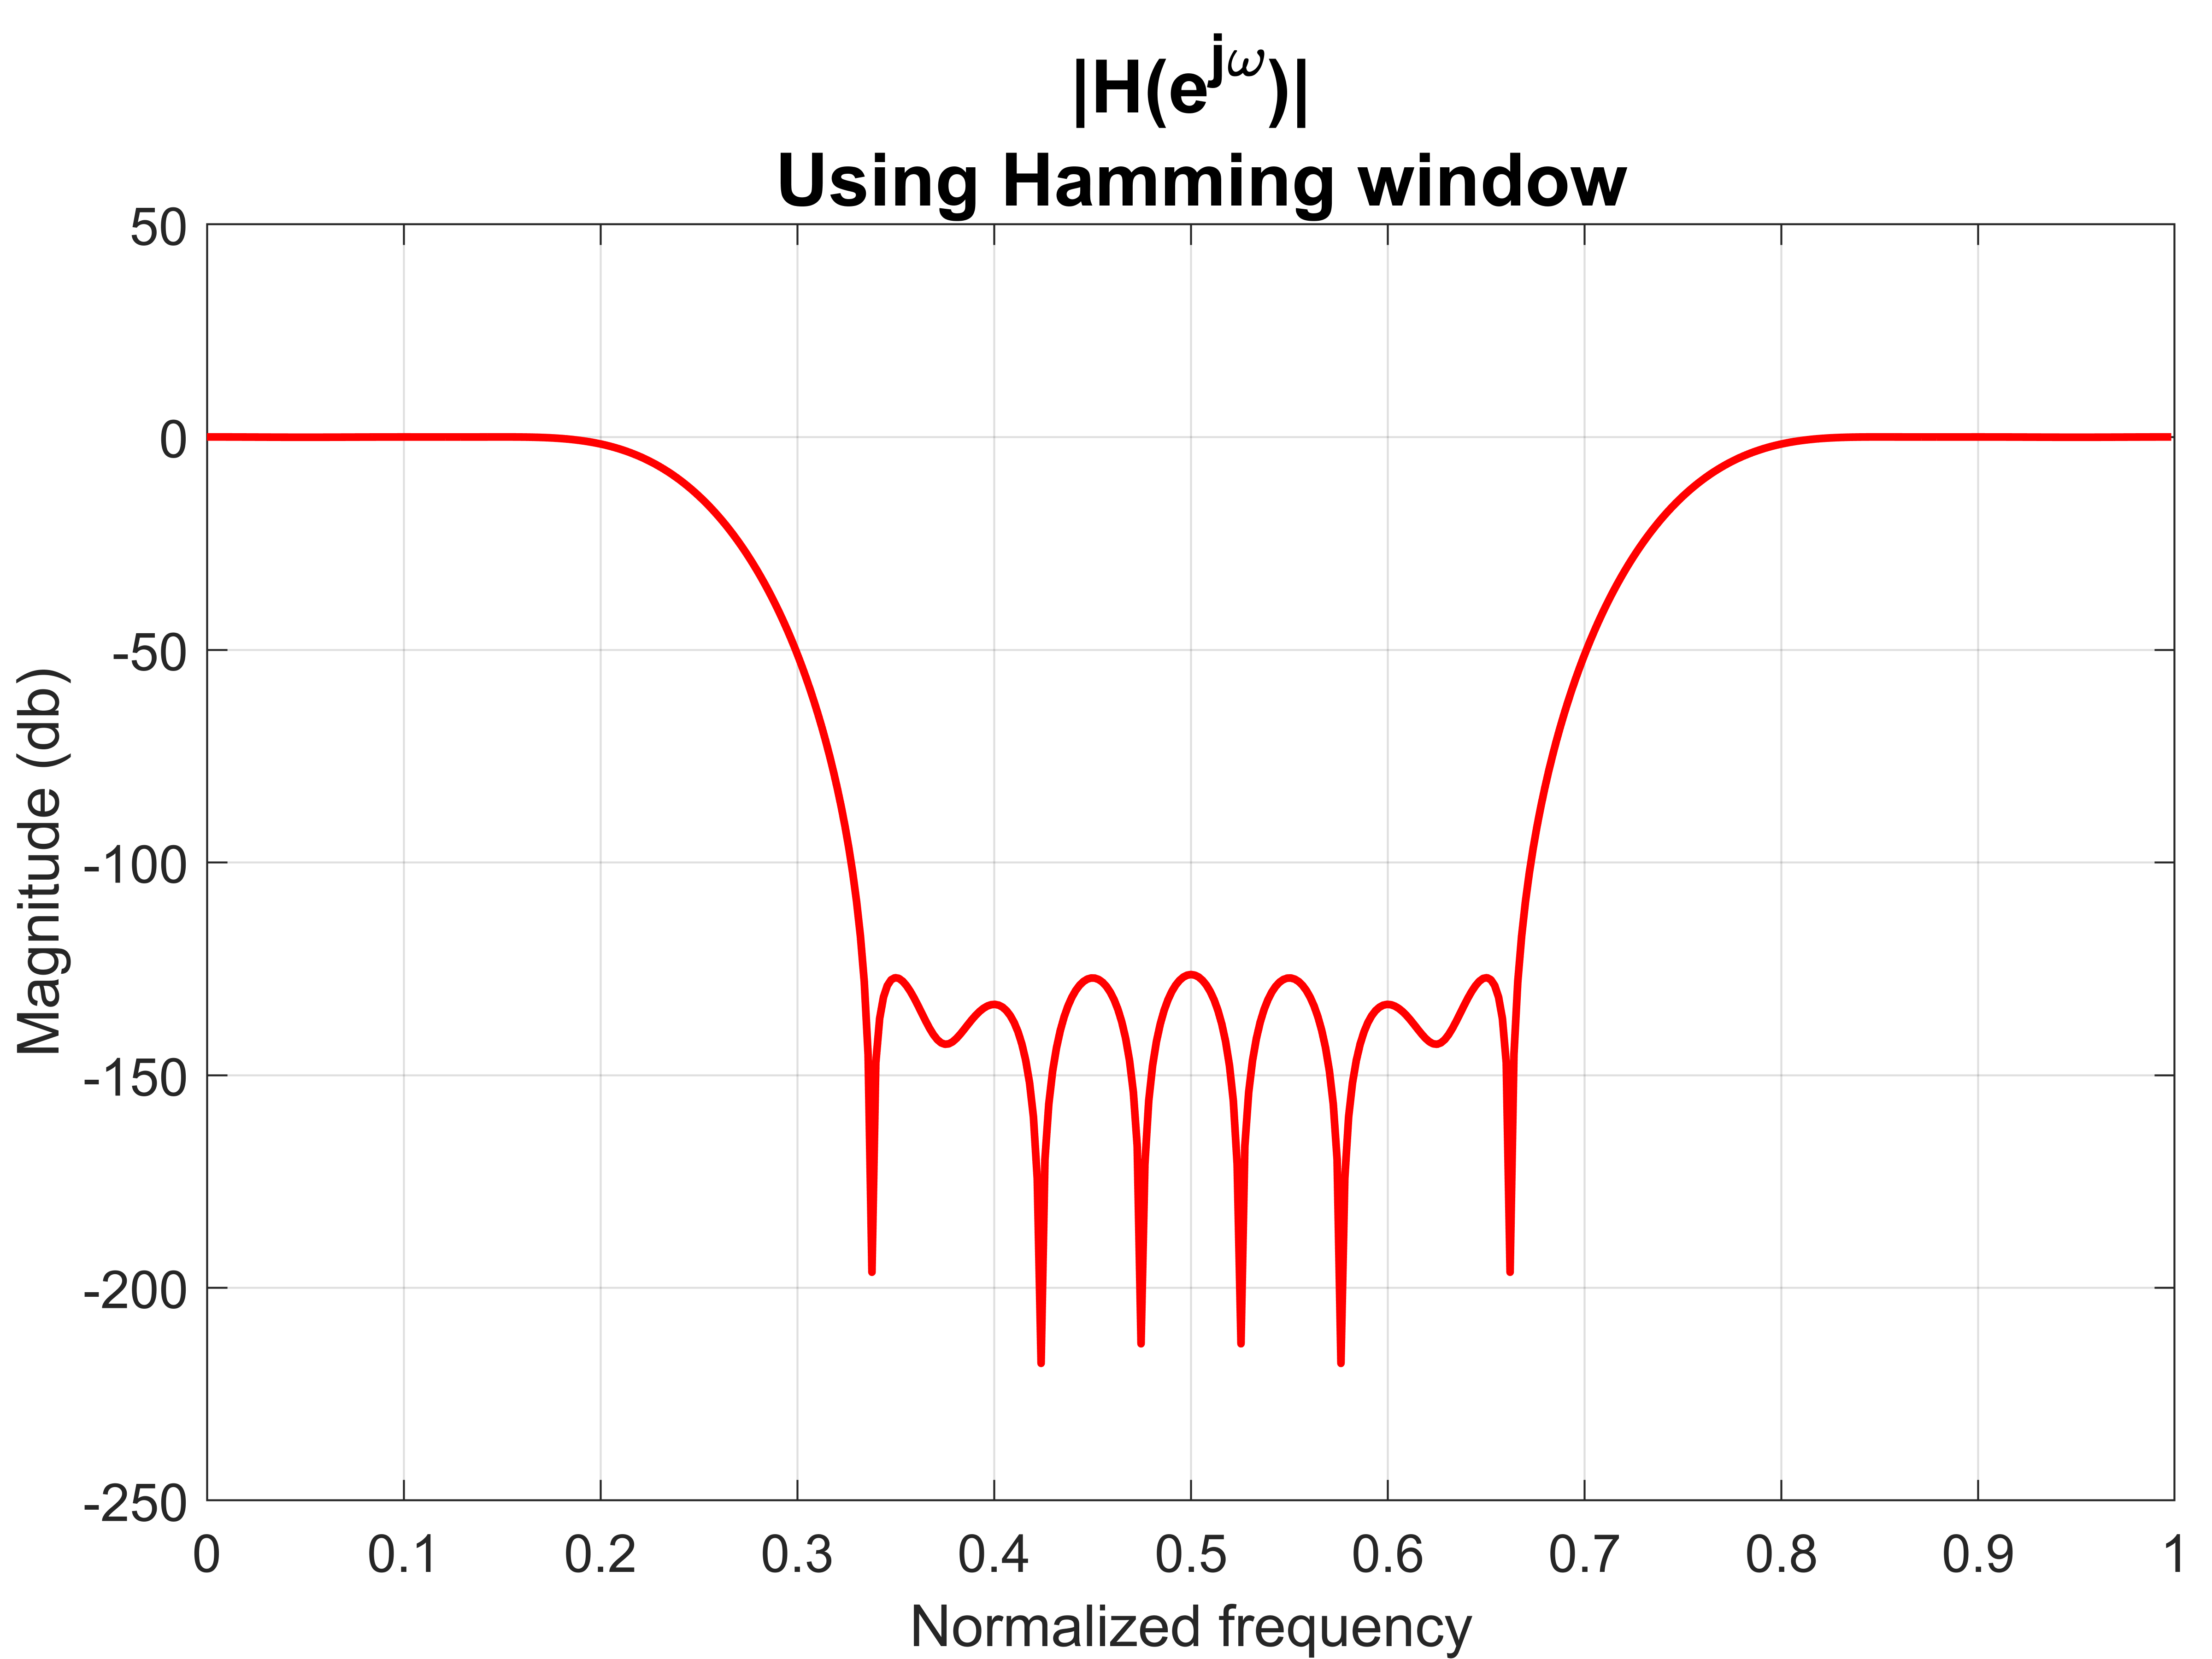 |H(e^jω)|
Using Hamming window
50
0
-50
-100
-150
-200
-250
Magnitude (db)
0 0.1 0.2 0.3 0.4 0.5 0.6 0.7 0.8 0.9 1
Normalized frequency